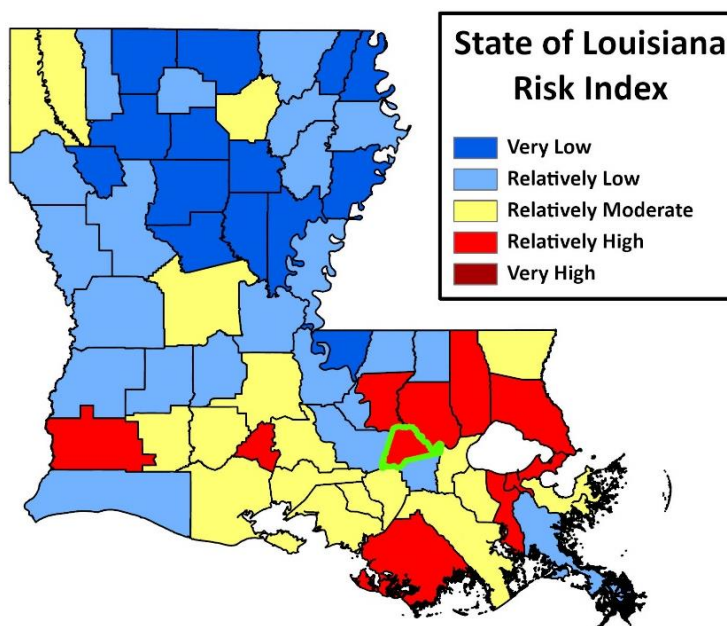 State of Louisiana
Risk Index
Very Low
Relatively Low
Relatively Moderate
Relatively High
Very High